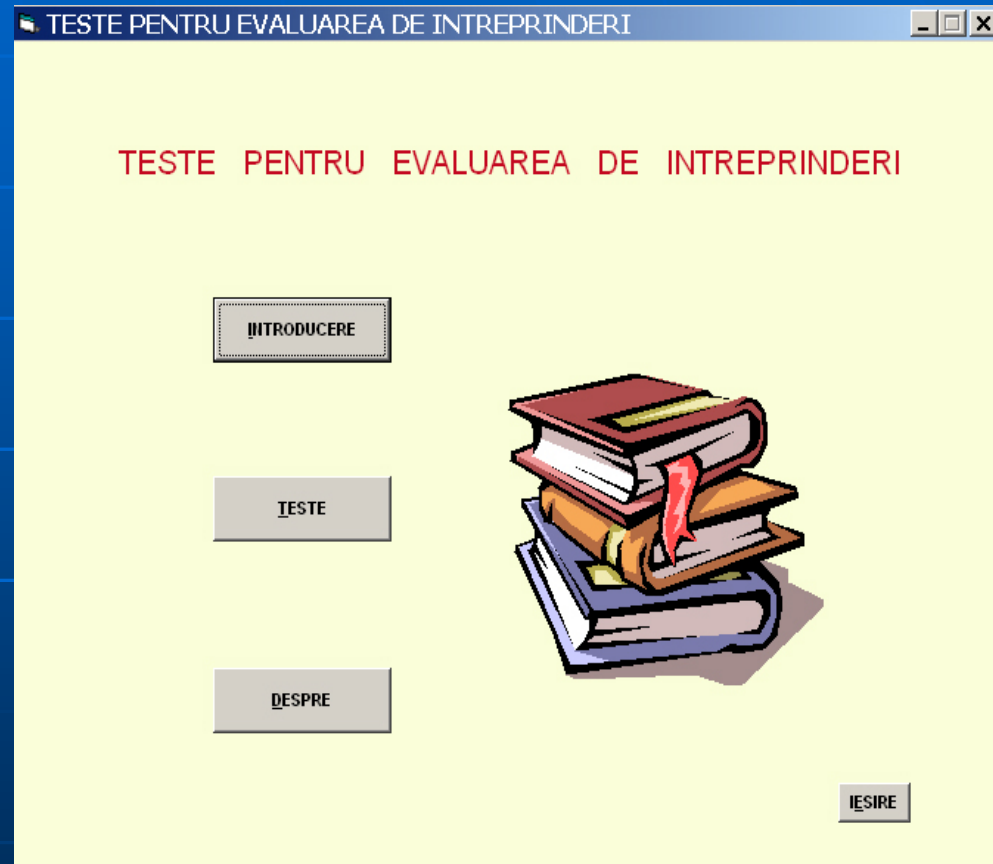 TESTE PENTRU EVALUAREA DE INTREPRINDERI
TESTE PENTRU EVALUAREA DE INTREPRINDERI
INTRODUCERE
TESTE
DESPRE
IESIRE